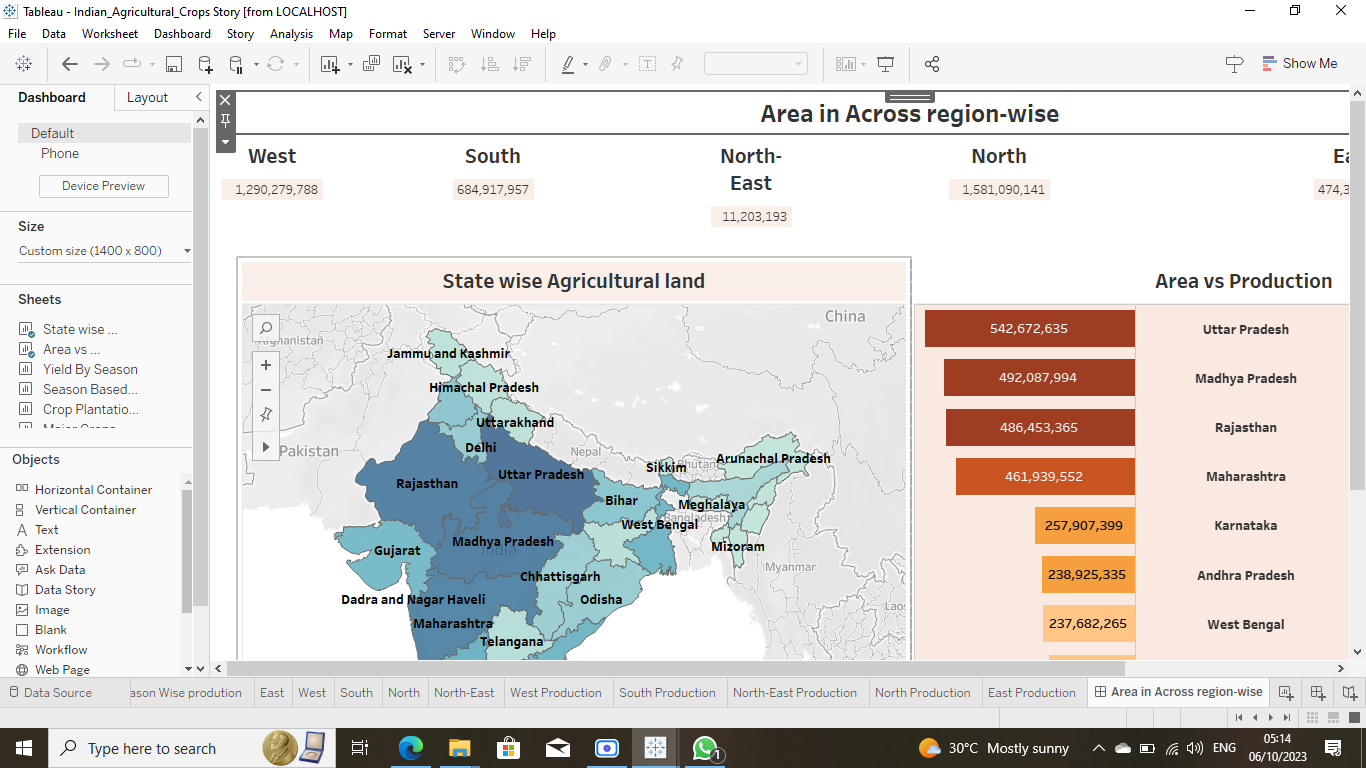 Tableau - Indian_Agricultural_Crops Story [from LOCALHOST]
File Data Worksheet Dashboard Story Analysis Map Format Server Window Help
Show Me
Dashboard Layout
Default
Phone
Device Preview
Size
Custom size (1400 x 800)
Sheets
State wise ...
Area vs ...
Yield By Season
Season Based...
Crop Plantatio...
Objects
Horizontal Container
Vertical Container
Text
Extension
Ask Data
Data Story
Image
Blank
Workflow
Web Page
Area in Across region-wise
West South North-East North Ea
1,290,279,788 684,917,957 11,203,193 1,581,090,141 474,3
State wise Agricultural land
China
Afghanistan
Jammu and Kashmir
Himachal Pradesh
Uttarakhand
Pakistan
Delhi
Nepal
Arunachal Pradesh
Sikkim
Bhutan
Uttar Pradesh
Rajasthan
Bihar
Meghalaya
Bangladesh
West Bengal
Madhya Pradesh
India
Gujarat
Mizoram
Myanmar
Chhattisgarh
Dadra and Nagar Haveli
Odisha
Laos
Maharashtra
Telangana
Area vs Production
542,672,635 Uttar Pradesh
492,087,994 Madhya Pradesh
486,453,365 Rajasthan
461,939,552 Maharashtra
257,907,399 Karnataka
238,925,335 Andhra Pradesh
237,682,265 West Bengal
Data Source ason Wise prodution East West South North North-East West Production South Production North-East Production North Production East Production Area in Across region-wise
Type here to search
1
30°C Mostly sunny
ENG
05:14
06/10/2023